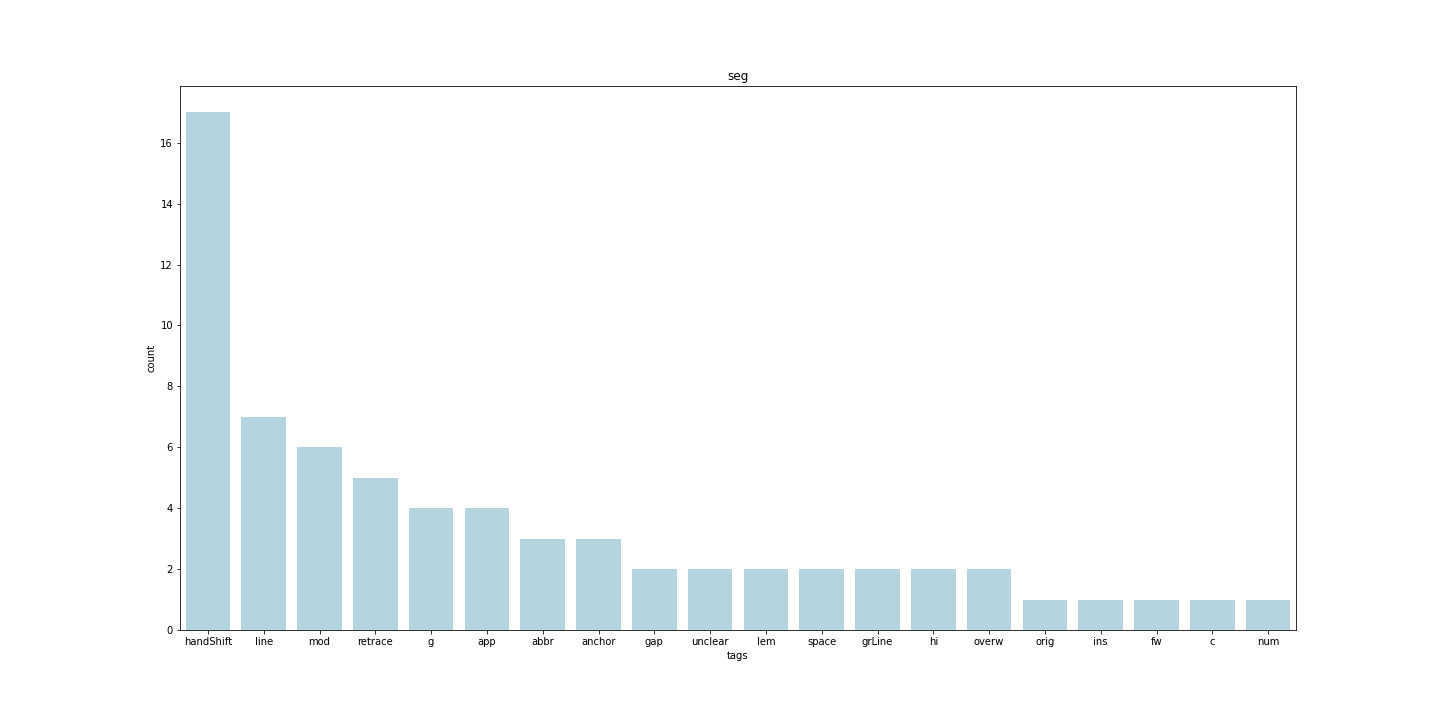 seg
16
14
12
10
8
6
4
2
0
count
handShift line mod retrace g app abbr anchor gap unclear lem space grLine hi overw orig ins fw c num
tags